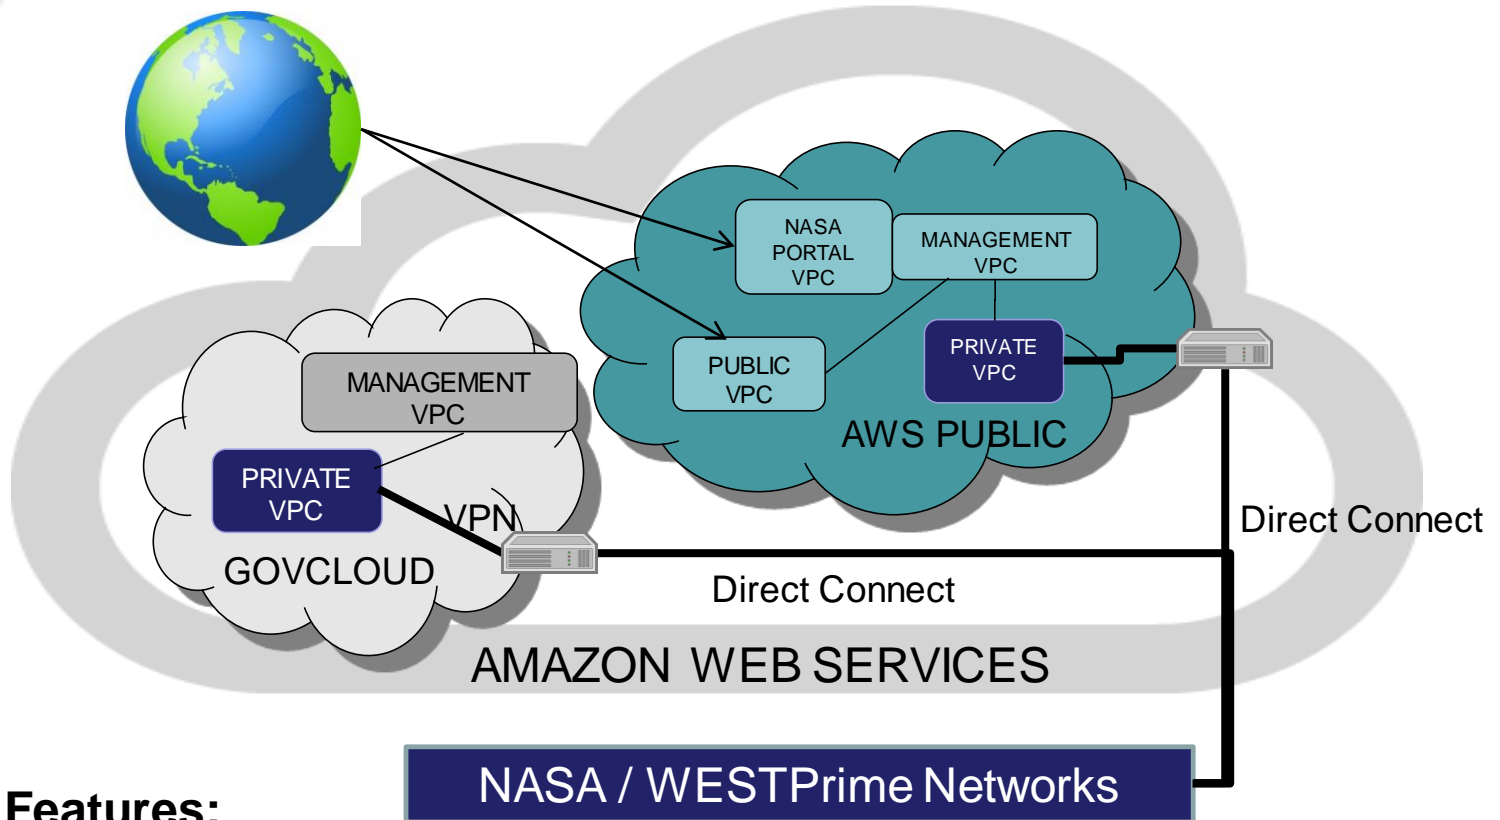 NASA
PORTAL
VPC
MANAGEMENT
VPC
PUBLIC
VPC
PRIVATE
VPC
AWS PUBLIC
MANAGEMENT
VPC
PRIVATE
VPC
VPN
GOVCLOUD
Direct Connect
Direct Connect
AMAZON WEB SERVICES
NASA / WESTPrime Networks
Features: